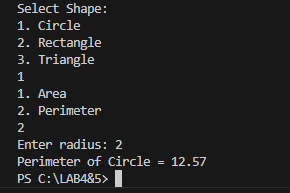 Select Shape:
1. Circle
2. Rectangle
3. Triangle
1
1. Area
2. Perimeter
2
Enter radius: 2
Perimeter of Circle = 12.57
PS C:\LAB4&5>